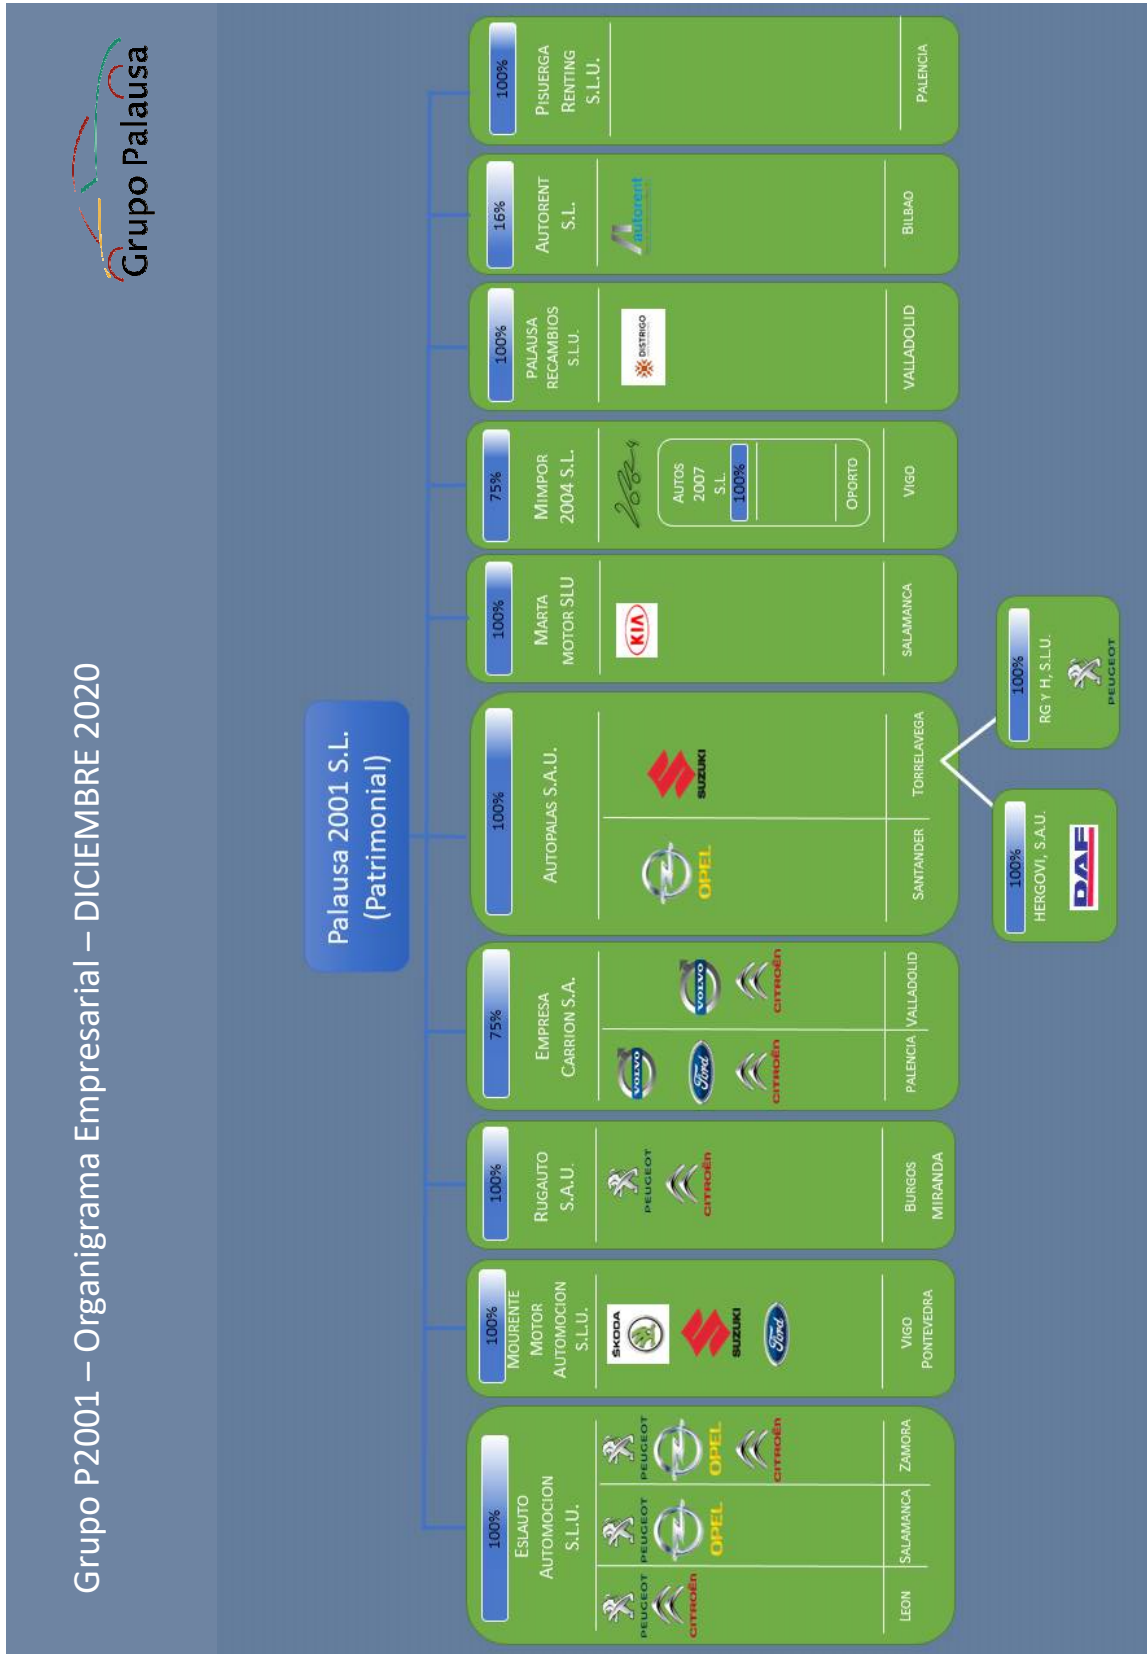 Grupo P2001 – Organigrama Empresarial – DICIEMBRE 2020
Grupo Palausa
Palausa 2001 S.L.
(Patrimonial)
100%
ESLAUTO
AUTOMOCION
S.L.U.
PEUGEOT
CITROËN
LEON
PEUGEOT
OPEL
SALAMANCA
PEUGEOT
OPEL
CITROËN
ZAMORA
100%
MOURENTE
MOTOR
AUTOMOCION
S.L.U.
ŠKODA
SUZUKI
Ford
VIGO
PONTEVEDRA
100%
RUGAUTO
S.A.U.
PEUGEOT
CITROËN
BURGOS
MIRANDA
75%
EMPRESA
CARRION S.A.
VOLVO
Ford
CITROËN
PALENCIA
VOLVO
CITROËN
VALLADOLID
100%
AUTOPALAS S.A.U.
OPEL
SANTANDER
SUZUKI
TORRELAVEGA
100%
HERGOVI, S.A.U.
DAF
100%
RG Y H, S.L.U.
PEUGEOT
100%
MARTA
MOTOR SLU
KIA
SALAMANCA
75%
MIMPOR
2004 S.L.
AUTOS
2007
S.L.
100%
OPORTO
VIGO
100%
PALAUSA
RECAMBIOS
S.L.U.
DISTRIGO
VALLADOLID
16%
AUTORENT
S.L.
autorent
BILBAO
100%
PISUERGA
RENTING
S.L.U.
PALENCIA